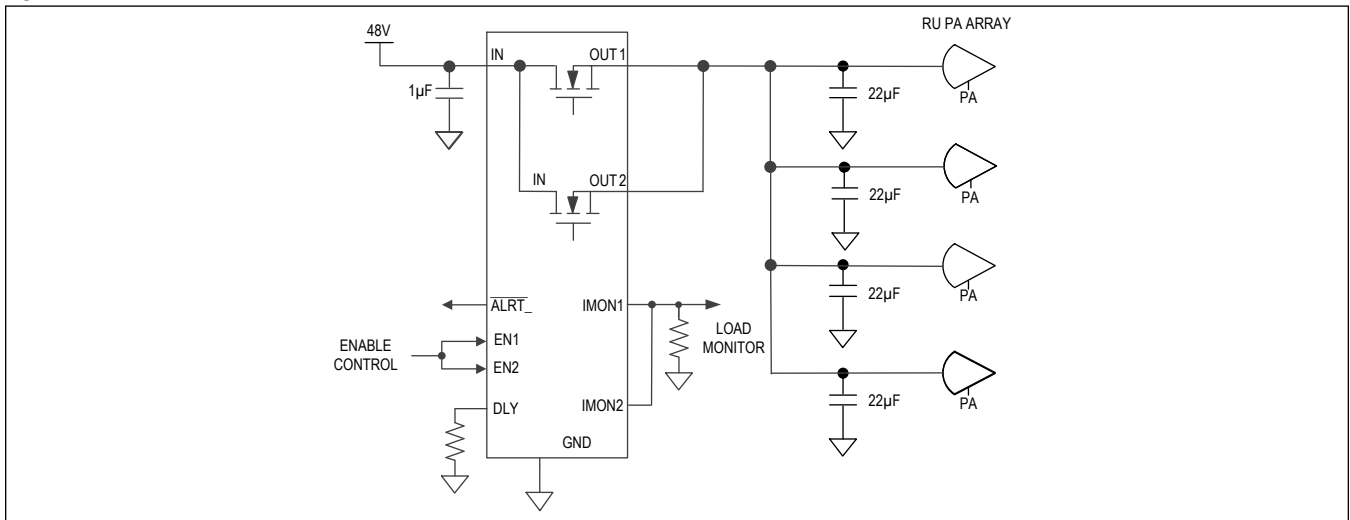 RU PA ARRAY
48V
IN
OUT 1
1µF
22µF
PA
IN
OUT 2
22µF
PA
22µF
PA
ALRT_
IMON1
LOAD
MONITOR
ENABLE
CONTROL
EN1
EN2
22µF
PA
DLY
IMON2
GND